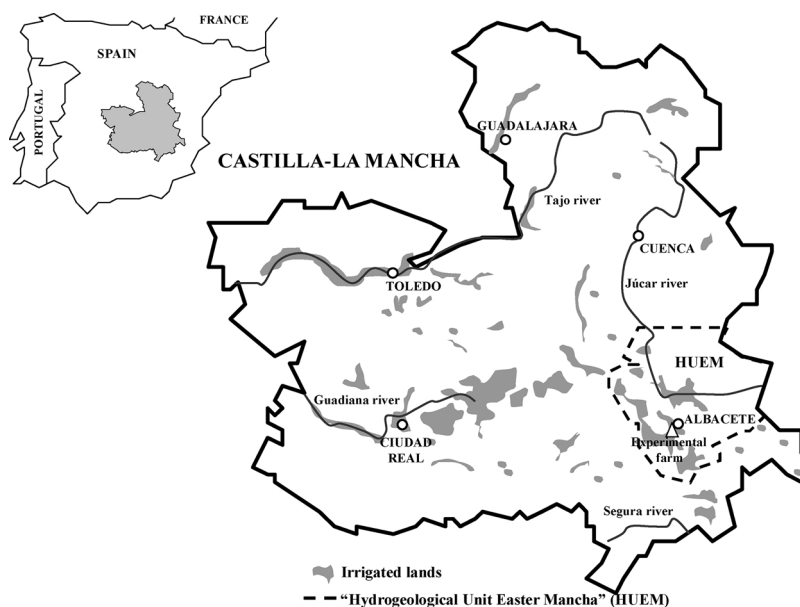 FRANCE
SPAIN
PORTUGAL
CASTILLA-LA MANCHA
GUADALAJARA
Tajo river
CUENCA
TOLEDO
Júcar river
HUEM
Guadiana river
ALBACETE
CIUDAD
REAL
Experimental
farm
Segura river
Irrigated lands
“Hydrogeological Unit Easter Mancha” (HUEM)